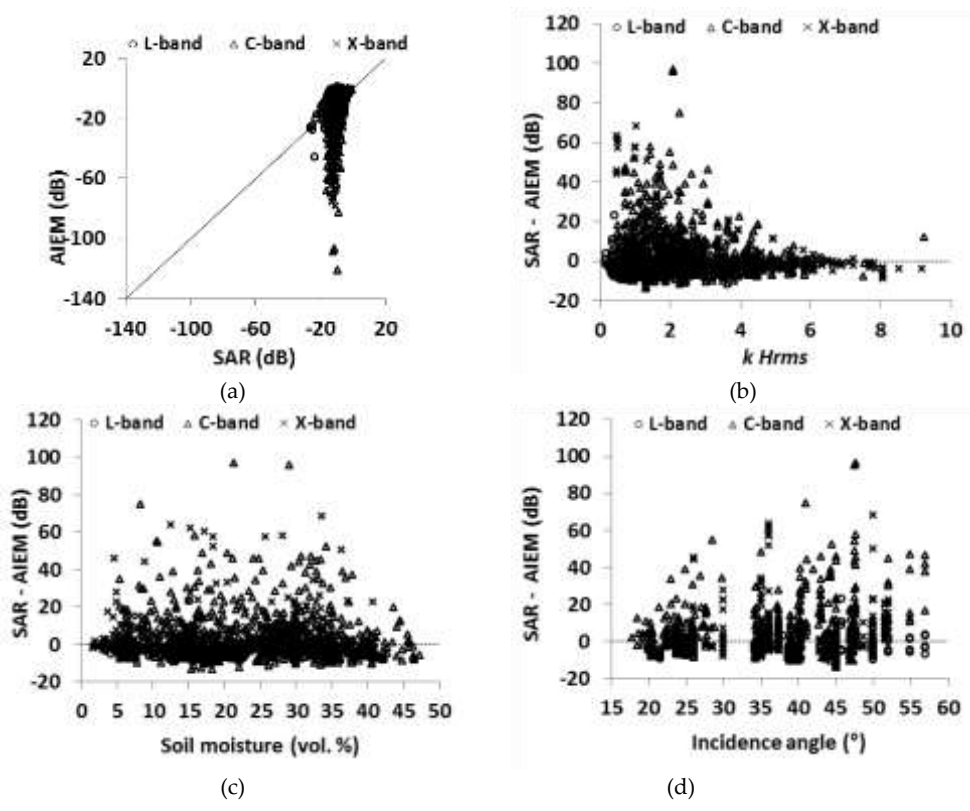 L-band C-band X-band
20
-20
-60
-100
-140
-140 -100 -60 -20 20
AIEM (dB)
SAR (dB)
(a)
L-band C-band X-band
120
100
80
60
40
20
0
-20
0 2 4 6 8 10
SAR - AIEM (dB)
k Hrms
(b)
L-band C-band X-band
120
100
80
60
40
20
0
-20
0 5 10 15 20 25 30 35 40 45 50
SAR - AIEM (dB)
Soil moisture (vol. %)
(c)
L-band C-band X-band
120
100
80
60
40
20
0
-20
15 20 25 30 35 40 45 50 55 60
SAR - AIEM (dB)
Incidence angle (°)
(d)